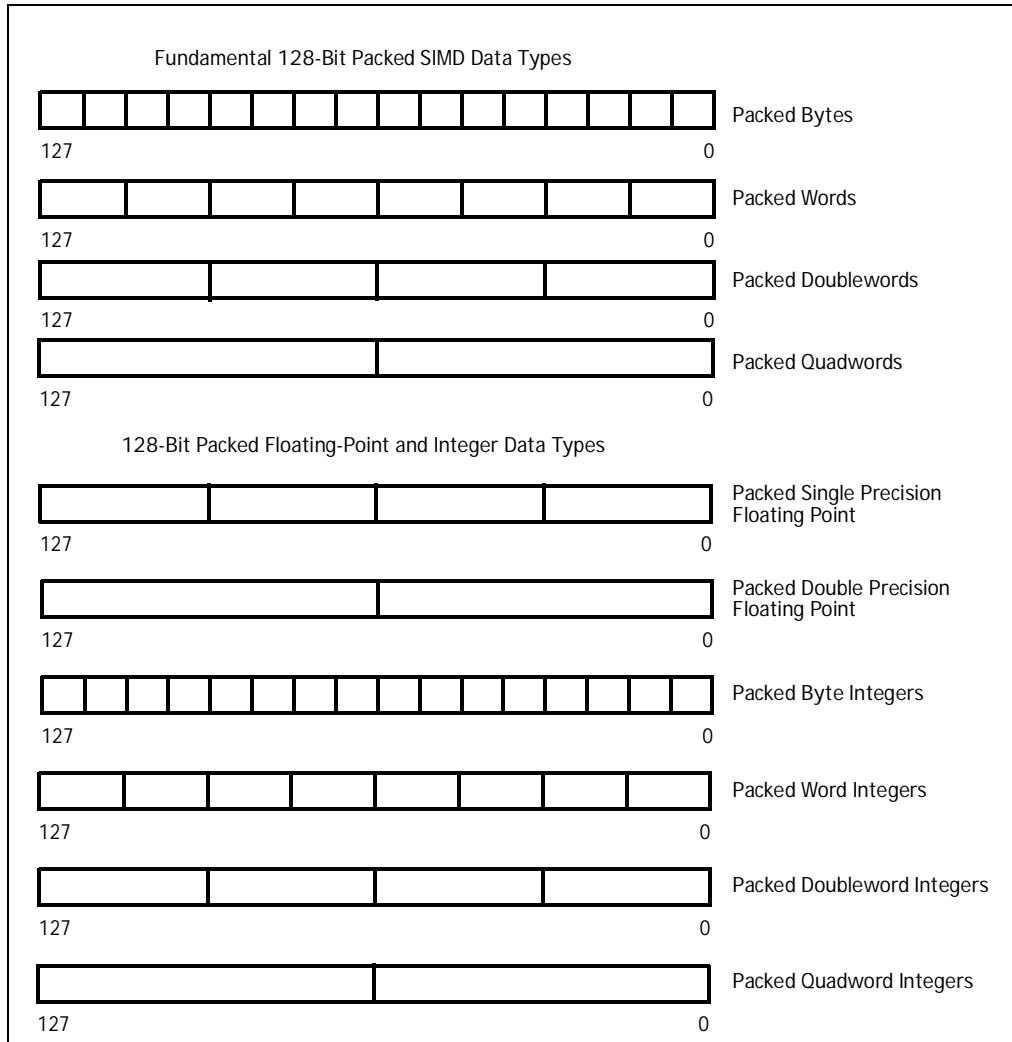 Fundamental 128-Bit Packed SIMD Data Types
Packed Bytes
127 0
Packed Words
127 0
Packed Doublewords
127 0
Packed Quadwords
127 0
128-Bit Packed Floating-Point and Integer Data Types
Packed Single Precision
Floating Point
127 0
Packed Double Precision
Floating Point
127 0
Packed Byte Integers
127 0
Packed Word Integers
127 0
Packed Doubleword Integers
127 0
Packed Quadword Integers
127 0